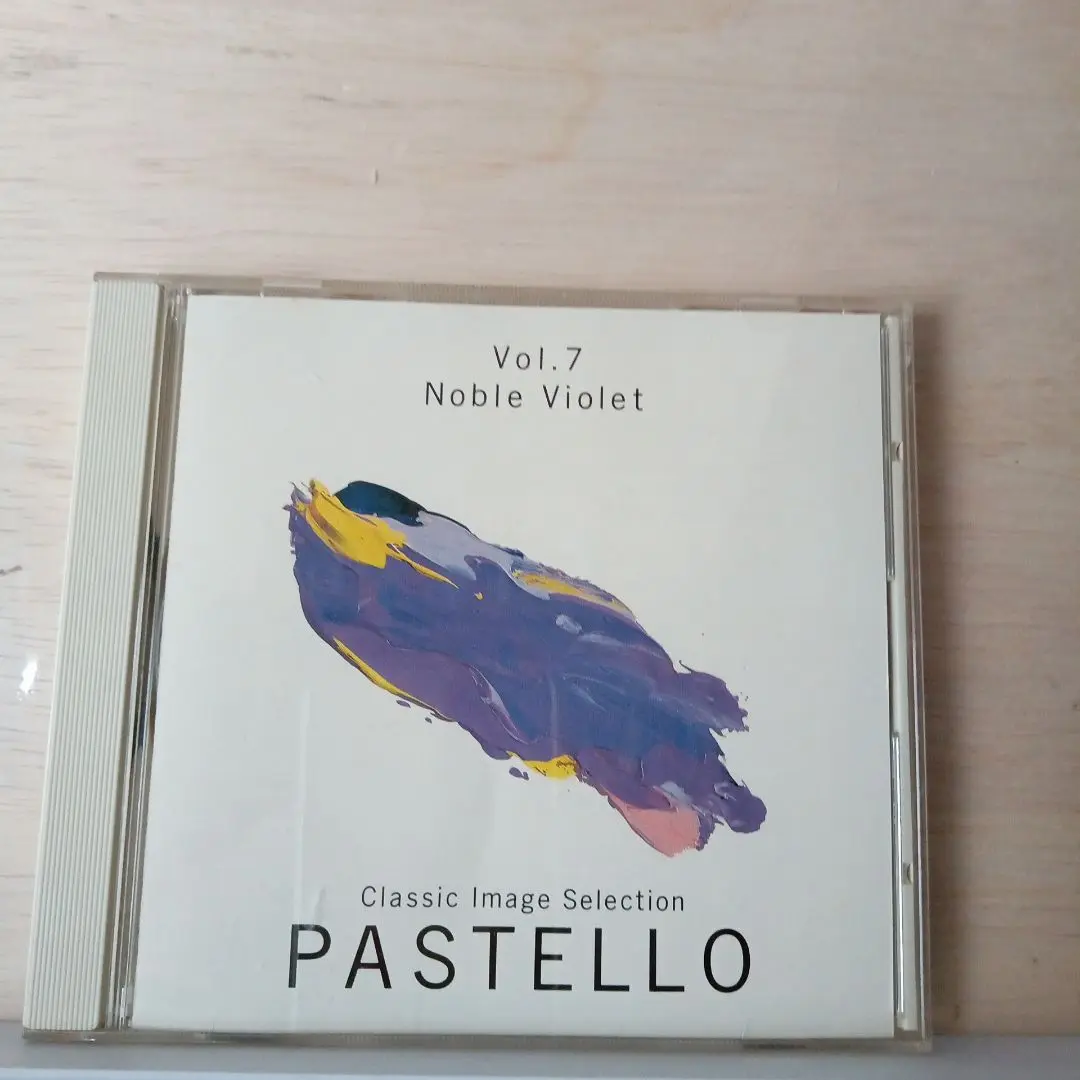 Vol.7
Noble Violet
Classic Image Selection
PASTELLO